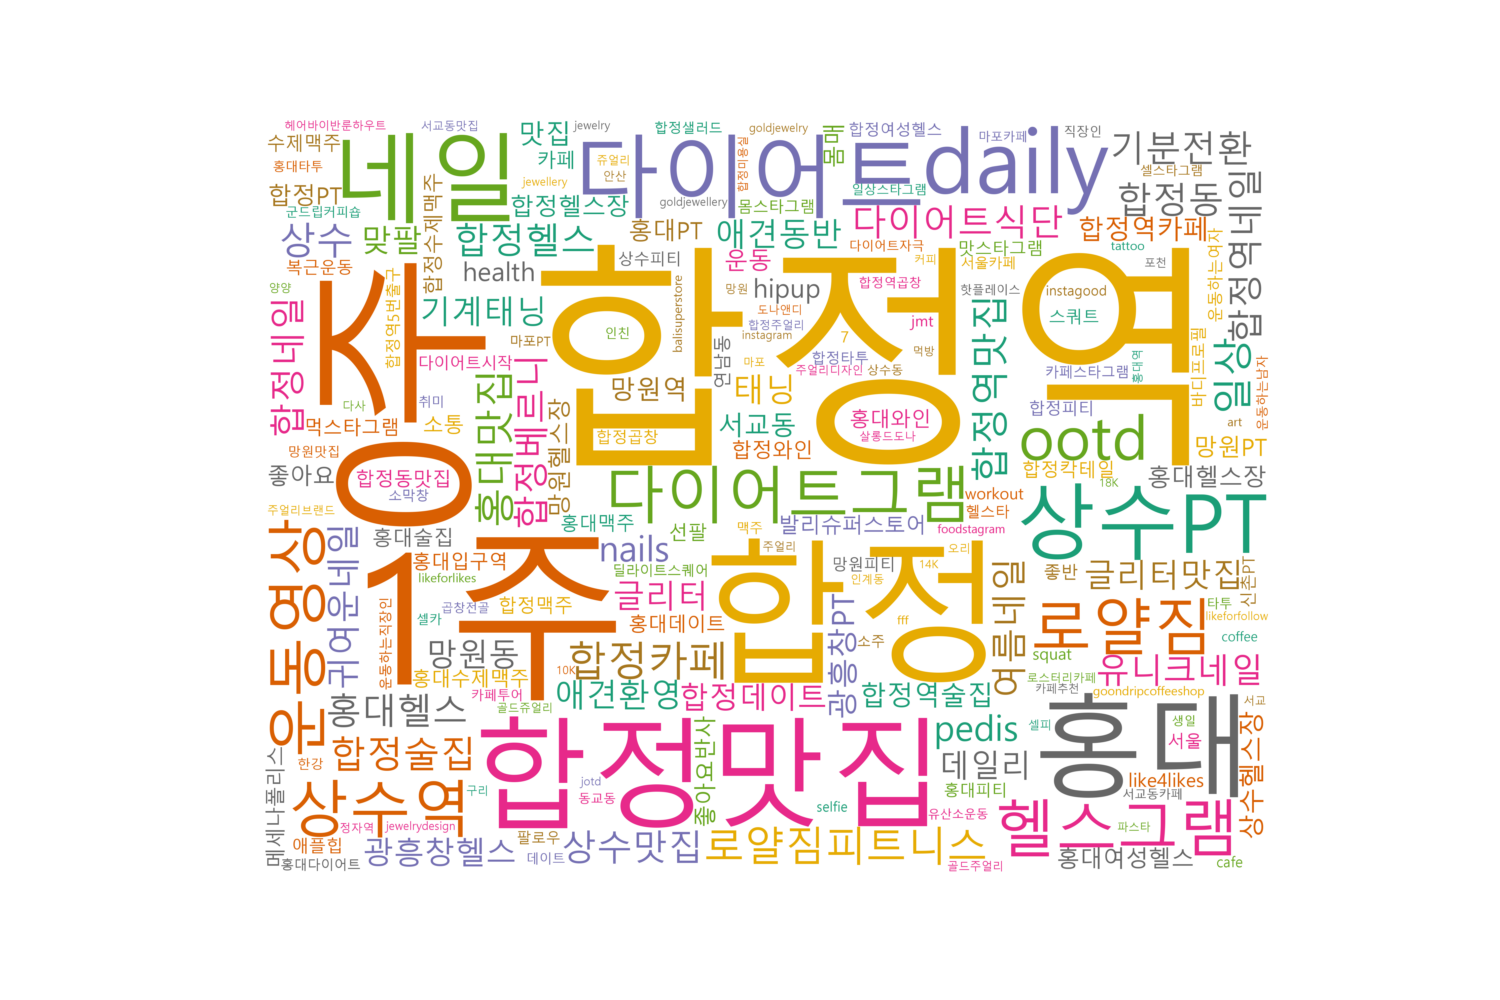 헤어바이반룬하우트
서교동맛집
맛집
jewelry
합정샐러드
goldjewelry
몸매
합정여성헬스
마포카페
직장인
기분전환
수제맥주
네일
카페
쥬얼리
다이어트
합정미용실
daily
셀스타그램
홍대타투
jewellery
안산
일상스타그램
합정PT
합정수제맥주
합정헬스장
goldjewellery
몸스타그램
합정동
합정역네일
군드립커피숍
홍대PT
애견동반
다이어트식단
합정역카페
운동하는여자
상수
맞팔
합정헬스
다이어트자극
맛스타그램
tattoo
복근운동
합정역5번출구
health
상수피티
운동
커피
서울카페
포천
양양
합정역
hipup
합정역곱창
핫플레이스
instagood
합정네일
0주
기계태닝
balisuperstore
망원
도나앤디
스쿼트
인친
합정주얼리
instagram
jmt
합정역맛집
마포PT
연남동
7
먹방
홍대역
바디프로필
일상
다이어트시작
마포
합정타투
카페스타그램
운동하는남자
합정베르니
주얼리디자인
상수동
홍대맛집
망원역
태닝
다사
취미
합정피티
먹스타그램
소통
망원헬스장
서교동
홍대와인
ootd
art
합정곱창
살롱드도나
망원맛집
합정와인
망원PT
좋아요
합정동맛집
합정칵테일
홍대헬스장
소막창
다이어트그램
18K
workout
주얼리브랜드
헬스타
상수PT
홍대맥주
선팔
맥주
발리슈퍼스토어
foodstagram
운동영상
홍대술집
귀여운네일
1주
nails
주얼리
합정
오리
홍대입구역
딜라이트스퀘어
망원피티
14K
좋반
글리터맛집
신촌PT
likeforlikes
인계동
여름네일
셀카
곱창전골
합정맥주
글리터
광흥창PT
로얄짐
타투
운동하는직장인
홍대데이트
fff
likeforfollow
망원동
소주
coffee
합정카페
squat
홍대수제맥주
10K
로스터리카페
유니크네일
카페투어
애견환영
합정데이트
합정역술집
카페추천
goondripcoffeeshop
홍대헬스
골드쥬얼리
서교
합정술집
합정맛집
좋아요반사
pedis
셀피
홍대
생일
서울
상수헬스장
메세나폴리스
한강
데일리
like4likes
jotd
구리
홍대피티
서교동카페
상수역
동교동
selfie
유산소운동
헬스그램
파스타
정자역
jewelrydesign
애플힙
팔로우
광흥창헬스
데이트
상수맛집
로얄짐피트니스
홍대여성헬스
cafe
홍대다이어트
골드주얼리